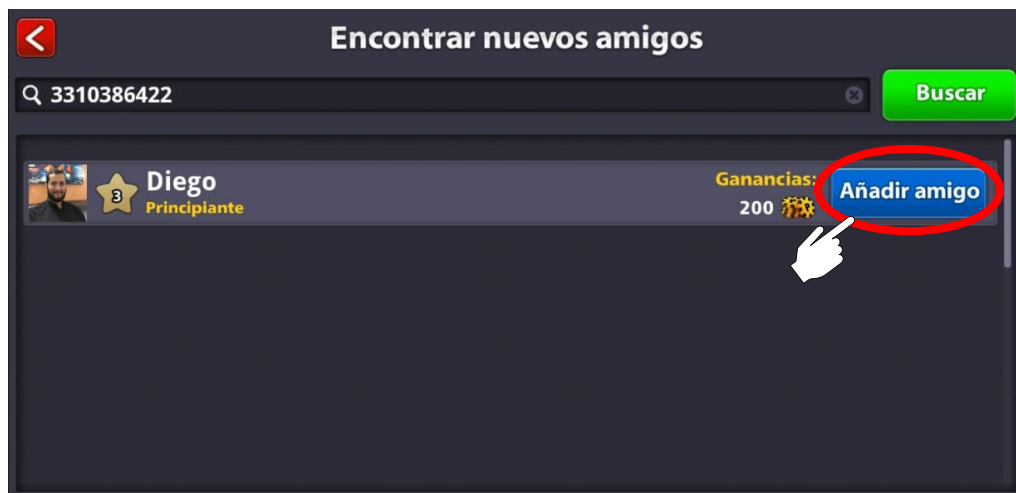 Encontrar nuevos amigos
3310386422
Buscar
3
Diego
Principiante
Ganancias:
200
Añadir amigo